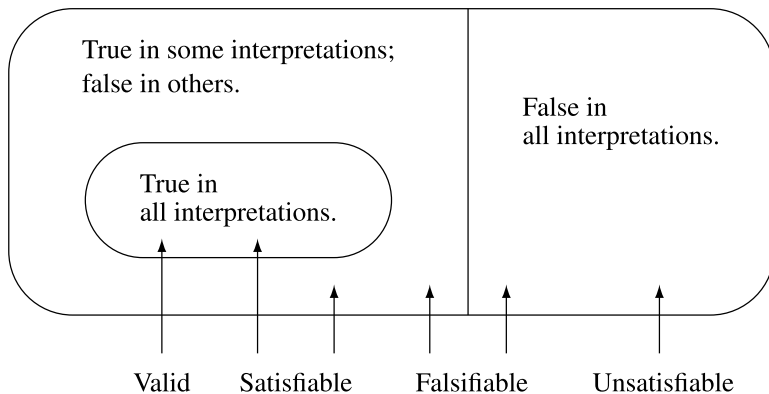 True in some interpretations;
false in others.
False in
all interpretations.
True in
all interpretations.
Valid
Satisfiable
Falsifiable
Unsatisfiable